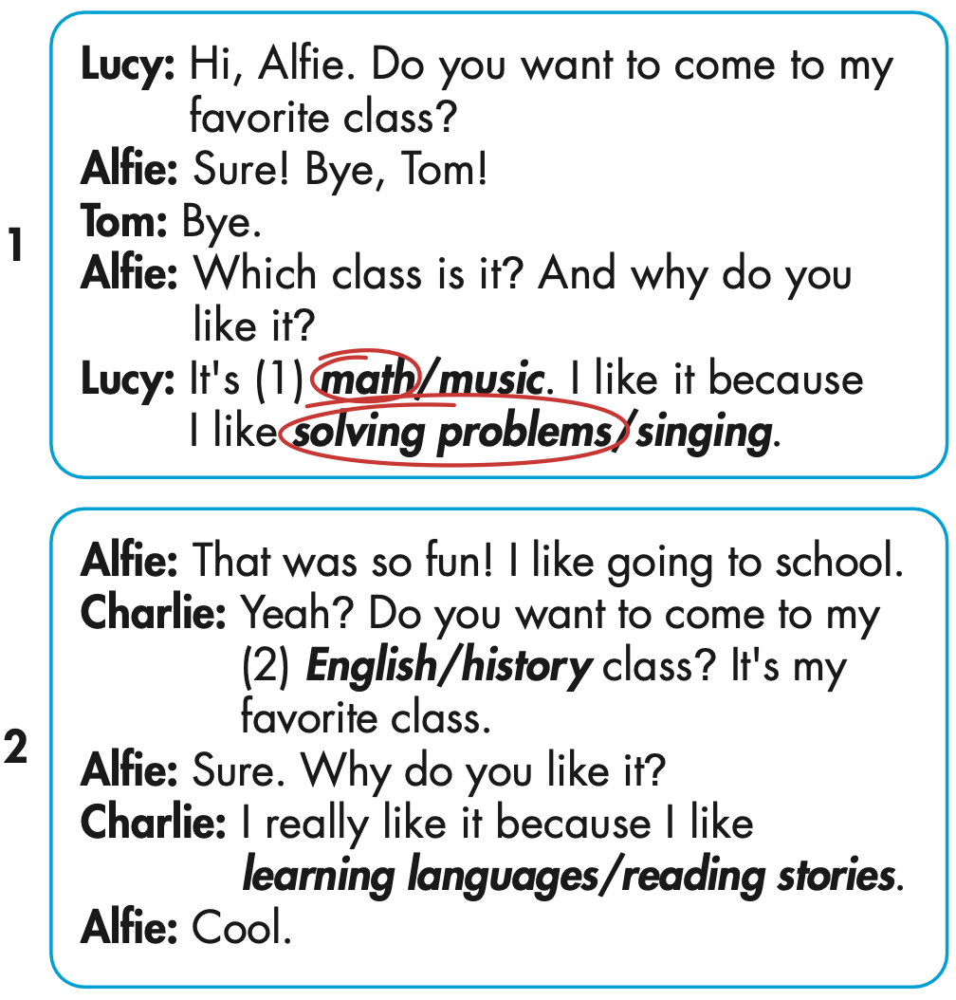 1
Lucy: Hi, Alfie. Do you want to come to my
favorite class?
Alfie: Sure! Bye, Tom!
Tom: Bye.
Alfie: Which class is it? And why do you
like it?
Lucy: It's (1) math/music. I like it because
I like solving problems/singing.
2
Alfie: That was so fun! I like going to school.
Charlie: Yeah? Do you want to come to my
(2) English/history class? It's my
favorite class.
Alfie: Sure. Why do you like it?
Charlie: I really like it because I like
learning languages/reading stories.
Alfie: Cool.